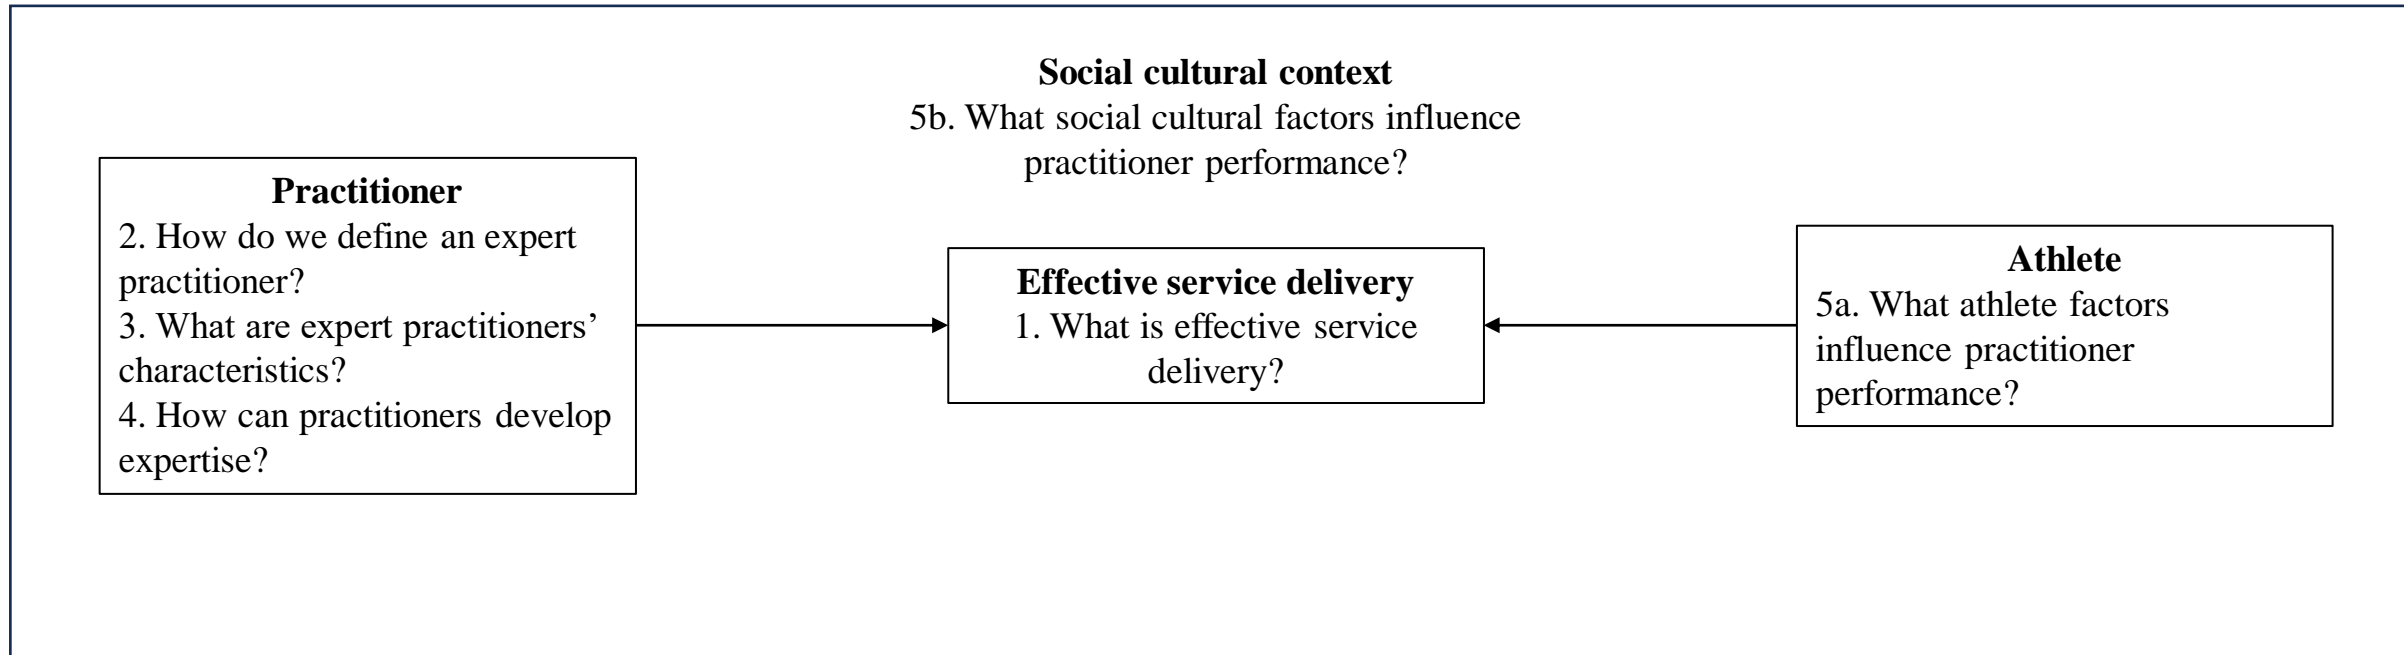 Social cultural context
5b. What social cultural factors influence
practitioner performance?
Practitioner
2. How do we define an expert
practitioner?
3. What are expert practitioners’
characteristics?
4. How can practitioners develop
expertise?
Effective service delivery
1. What is effective service
delivery?
Athlete
5a. What athlete factors
influence practitioner
performance?